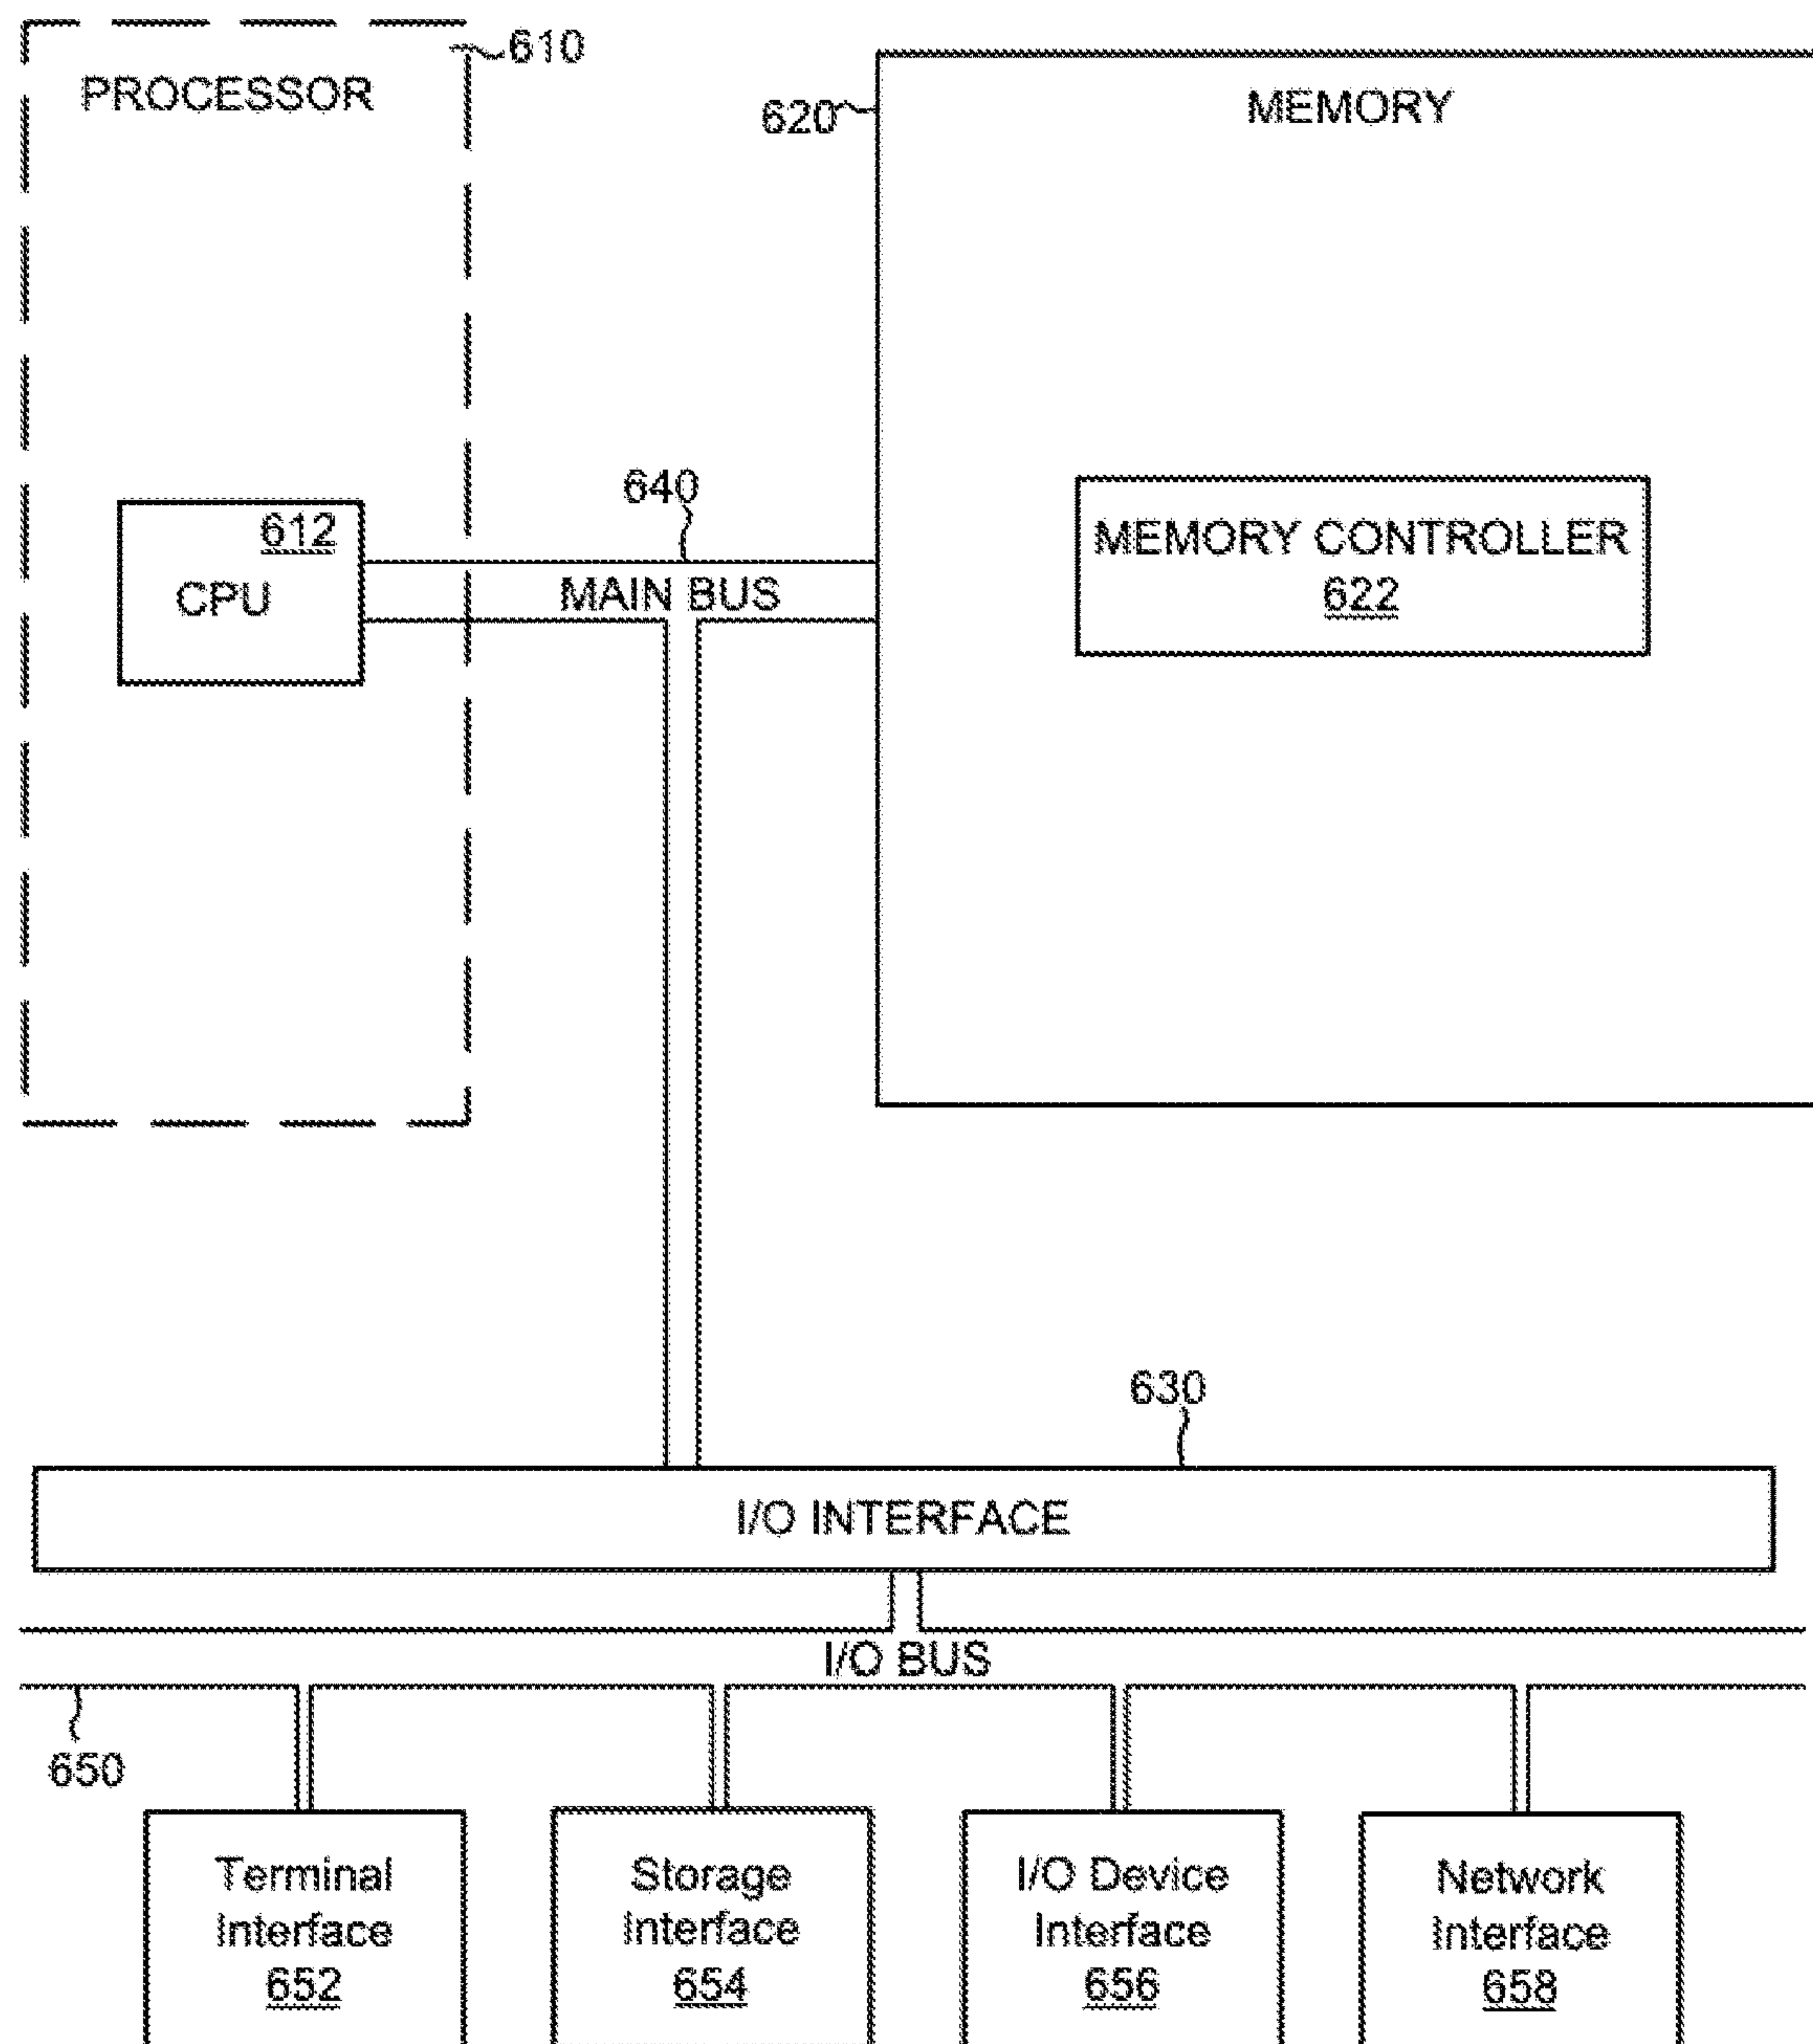 610
PROCESSOR
620
MEMORY
640
612
CPU
MAIN BUS
MEMORY CONTROLLER
622
630
I/O INTERFACE
I/O BUS
650
Terminal
Interface
652
Storage
Interface
654
I/O Device
Interface
656
Network
Interface
658